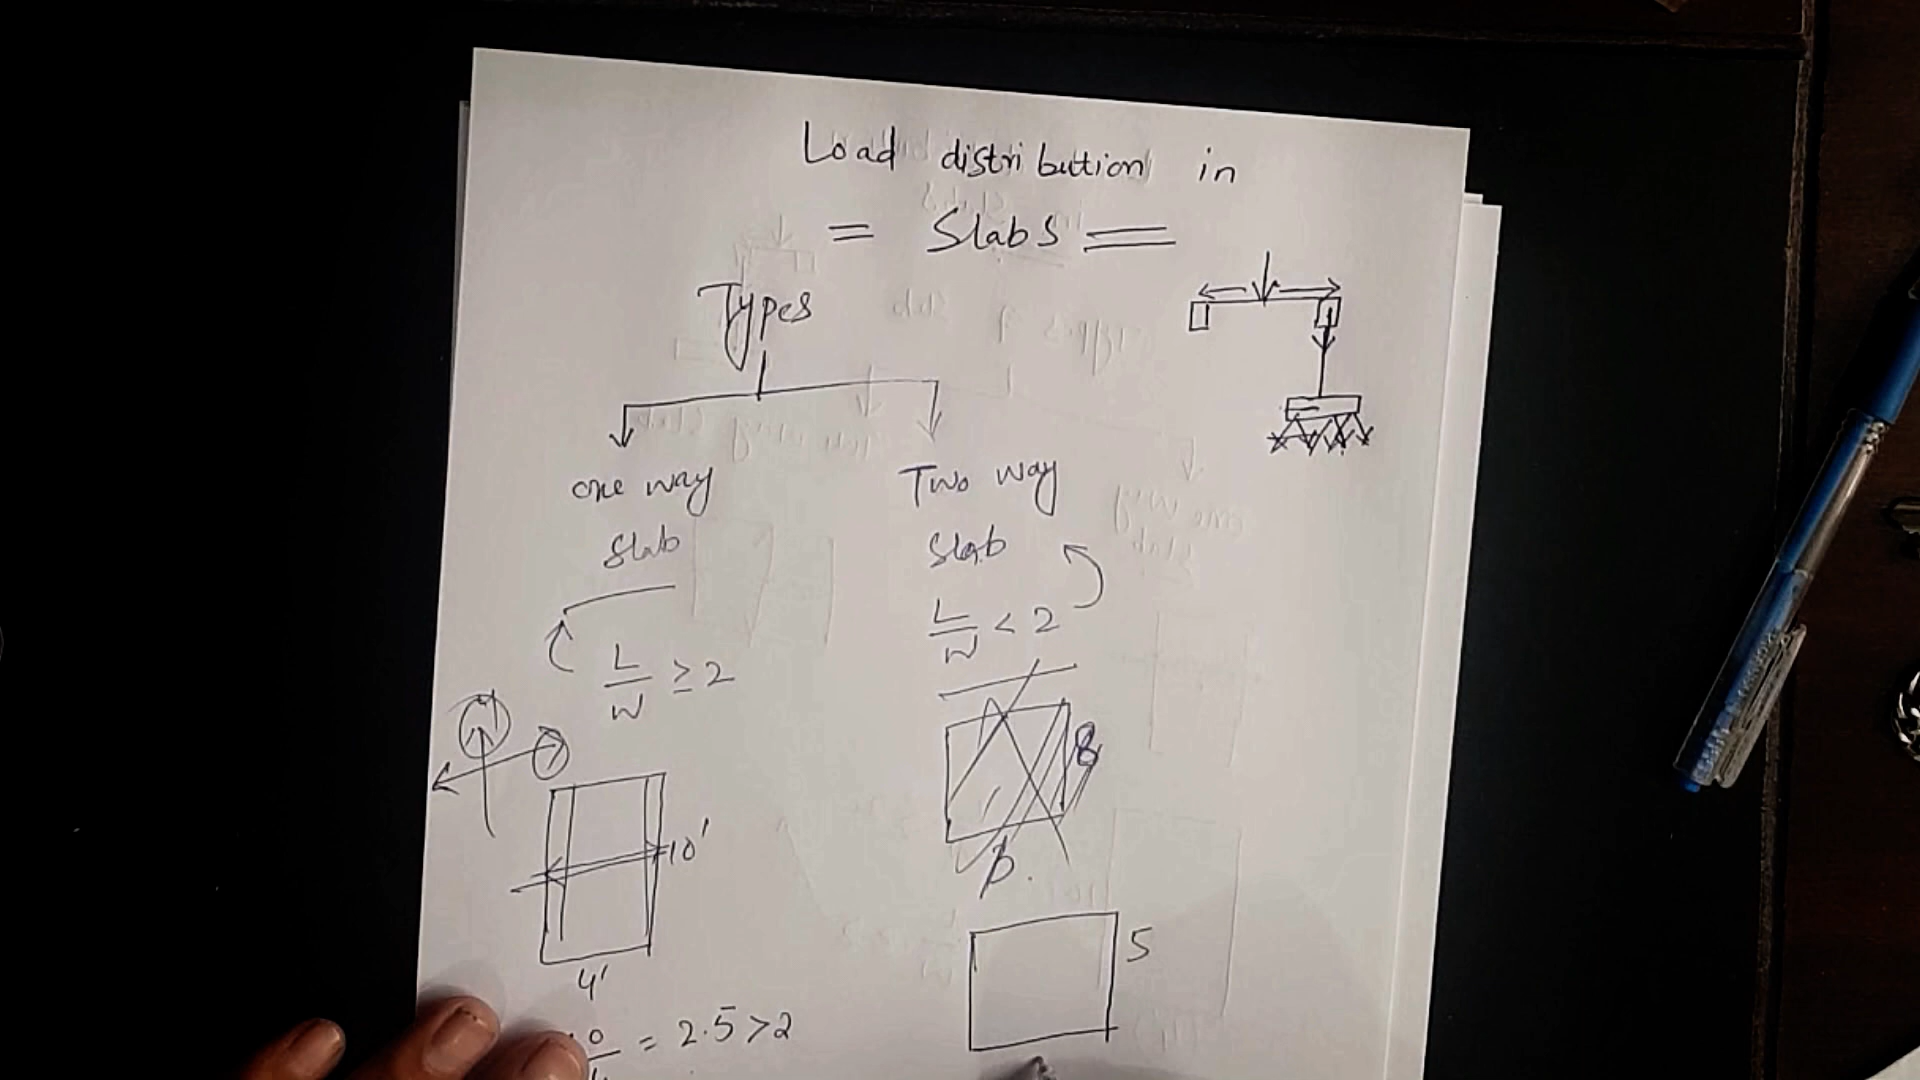 Load distribution in
= Slabs =
Types
one way
slab
Two way
slab
L/W < 2
L/W ≥ 2
8
10'
4'
5
= 2.5 > 2